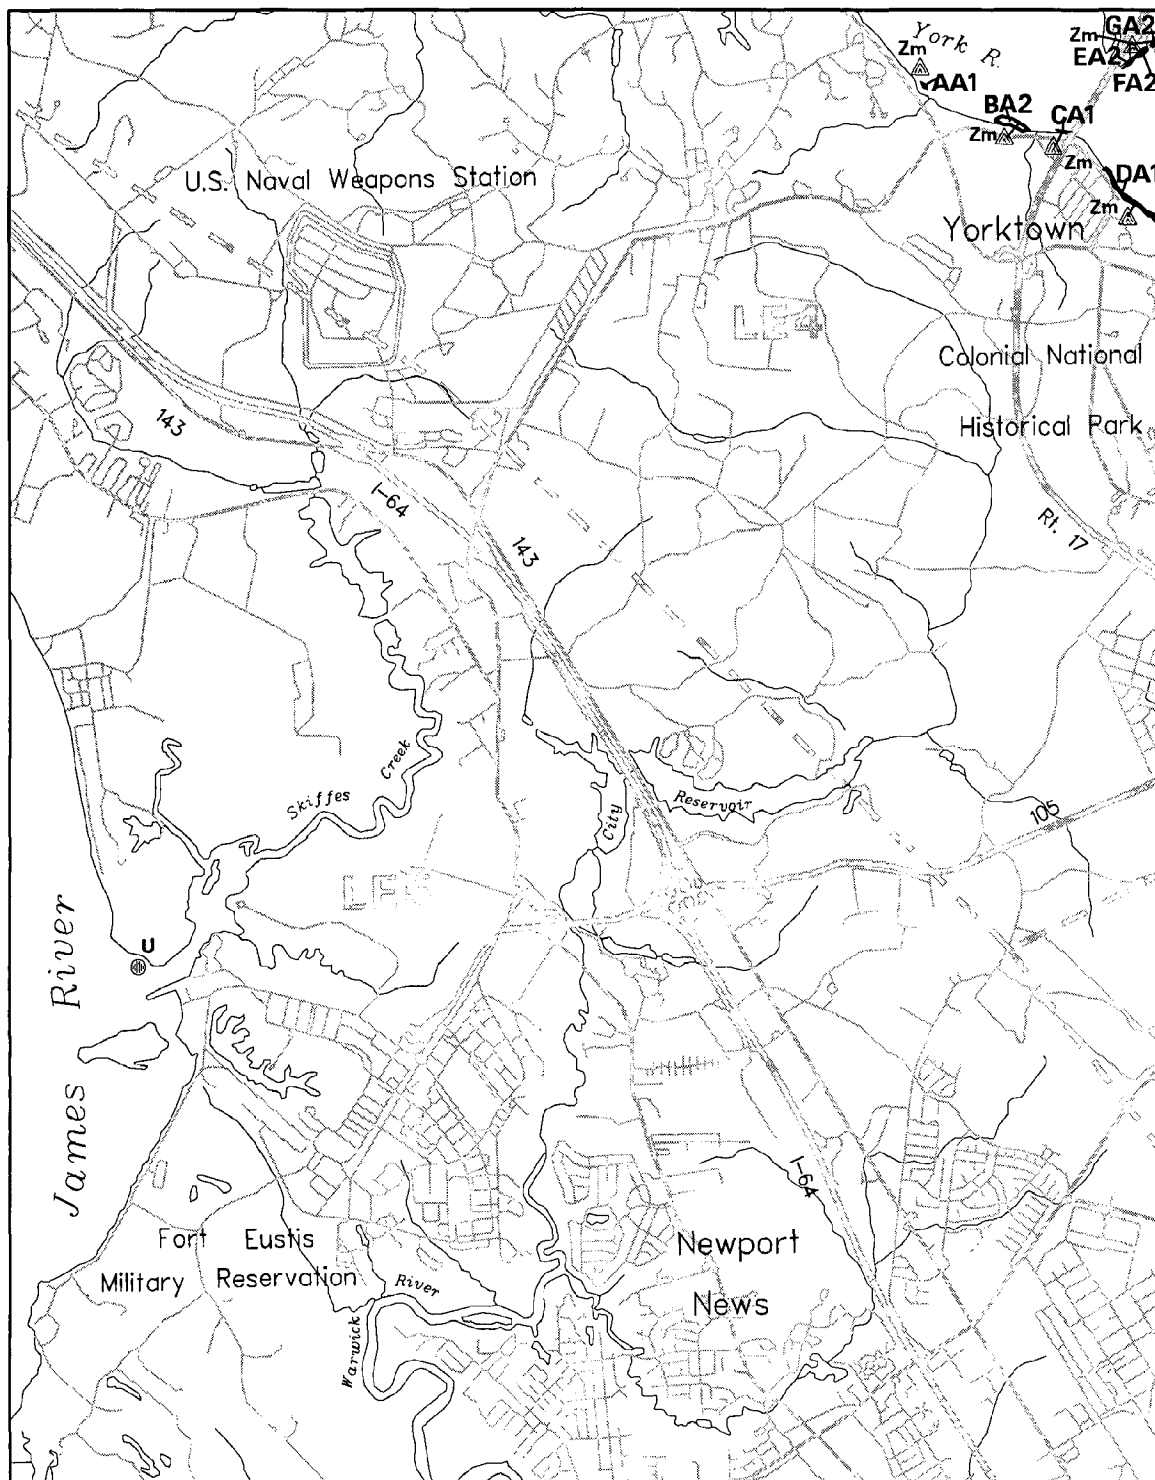 York R.
Zm
AA1
BA2
Zm
CA1
Zm
GA2
Zm
EA2
FA2
DA1
Zm
U.S. Naval Weapons Station
Yorktown
LE4
Colonial National
Historical Park
143
I-64
143
Rt. 17
Skiffes Creek
City Reservoir
105
James River
U
I-64
Fort Eustis
Military Reservation
Warwick River
Newport
News